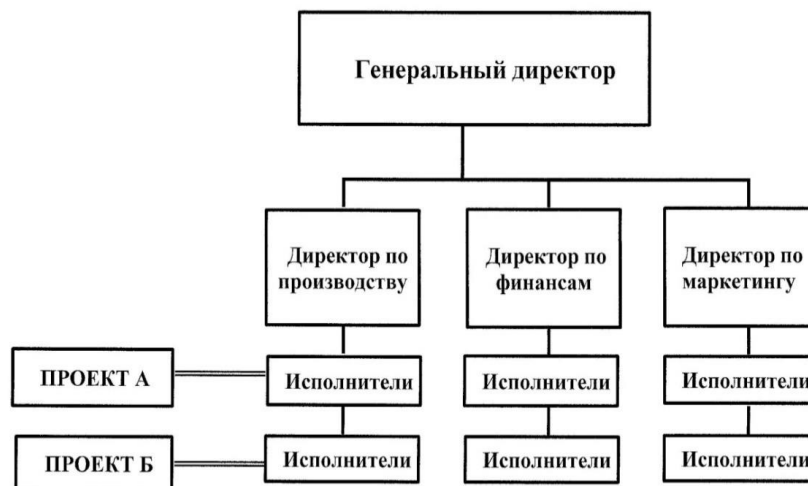 Генеральный директор
Директор по
производству
Директор по
финансам
Директор по
маркетингу
ПРОЕКТ А
Исполнители
Исполнители
Исполнители
ПРОЕКТ Б
Исполнители
Исполнители
Исполнители